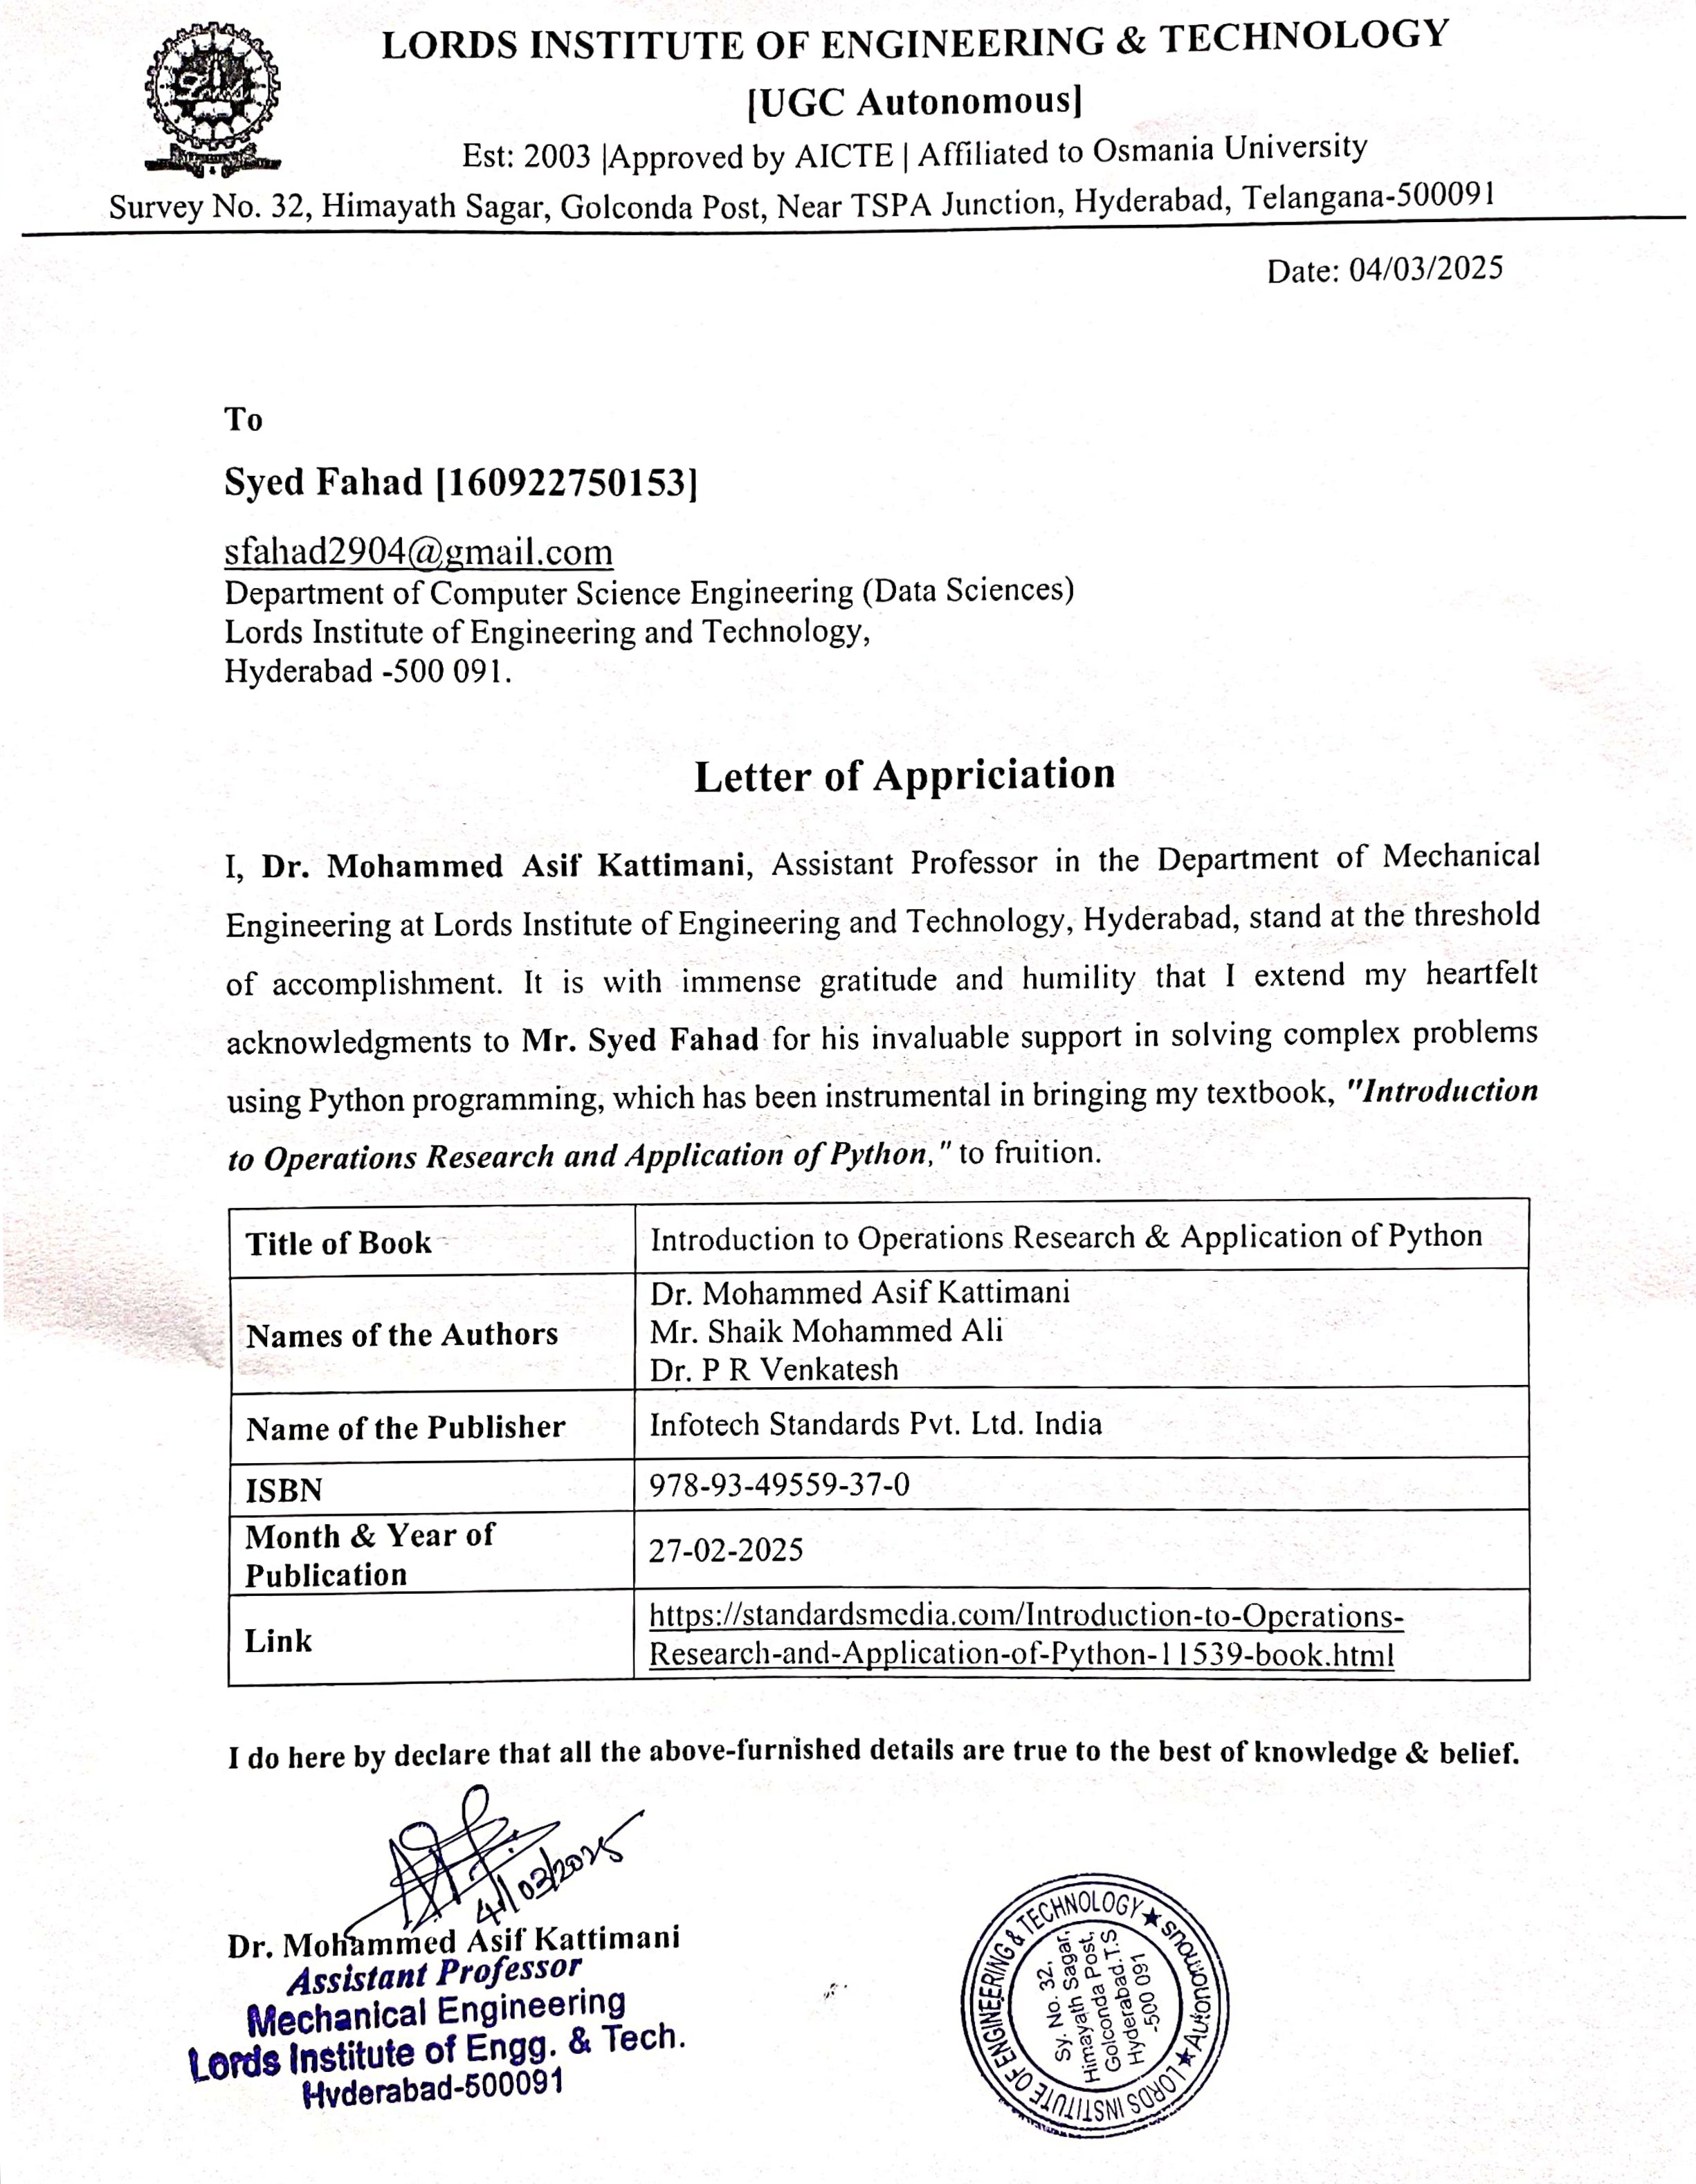 LORDS INSTITUTE OF ENGINEERING & TECHNOLOGY
[UGC Autonomous]
Est: 2003 |Approved by AICTE | Affiliated to Osmania University
Survey No. 32, Himayath Sagar, Golconda Post, Near TSPA Junction, Hyderabad, Telangana-500091
Lords
Date: 04/03/2025
To
Syed Fahad [160922750153]
sfahad2904@gmail.com
Department of Computer Science Engineering (Data Sciences)
Lords Institute of Engineering and Technology,
Hyderabad -500 091.
Letter of Appriciation
I, Dr. Mohammed Asif Kattimani, Assistant Professor in the Department of Mechanical
Engineering at Lords Institute of Engineering and Technology, Hyderabad, stand at the threshold
of accomplishment. It is with immense gratitude and humility that I extend my heartfelt
acknowledgments to Mr. Syed Fahad for his invaluable support in solving complex problems
using Python programming, which has been instrumental in bringing my textbook, "Introduction
to Operations Research and Application of Python," to fruition.
Title of Book
Introduction to Operations Research & Application of Python
Names of the Authors
Dr. Mohammed Asif Kattimani
Mr. Shaik Mohammed Ali
Dr. P R Venkatesh
Name of the Publisher
Infotech Standards Pvt. Ltd. India
ISBN
978-93-49559-37-0
Month & Year of
Publication
27-02-2025
Link
https://standardsmedia.com/Introduction-to-Operations-
Research-and-Application-of-Python-11539-book.html
I do here by declare that all the above-furnished details are true to the best of knowledge & belief.
4/03/2025
Dr. Mohammed Asif Kattimani
Assistant Professor
Mechanical Engineering
Lords Institute of Engg. & Tech.
Hyderabad-500091
LORDS INSTITUTE OF ENGINEERING & TECHNOLOGY ★ Autonomous ★
Sy. No. 32,
Himayath Sagar,
Golconda Post,
Hyderabad.T.S
-500 091